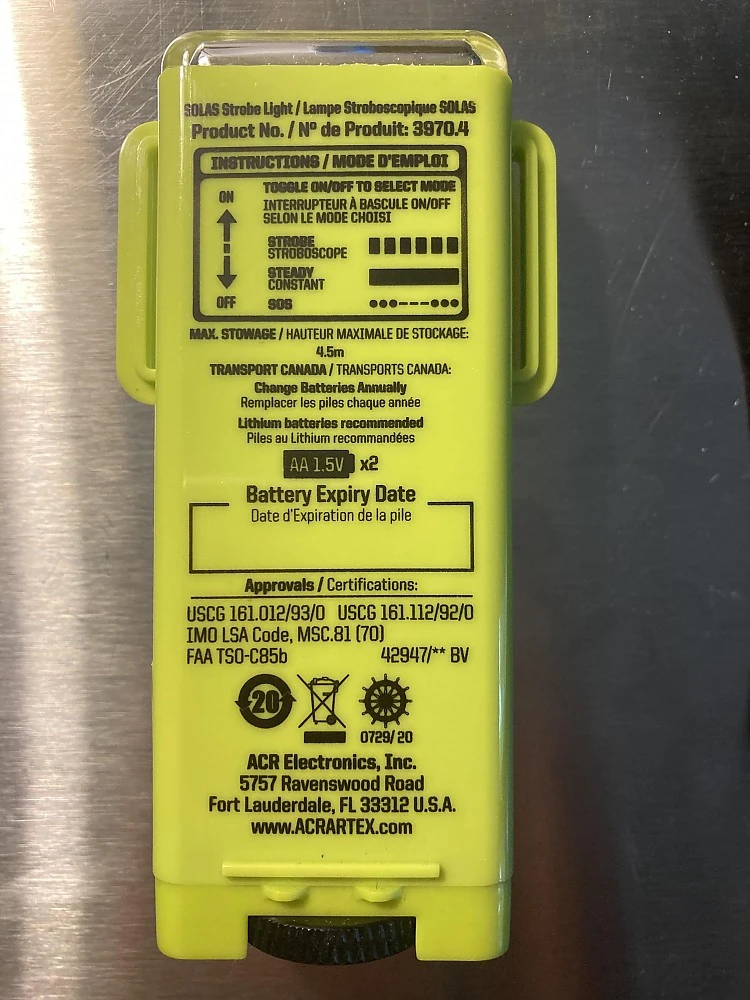 SOLAS Strobe Light / Lampe Stroboscopique SOLAS
Product No. / Nº de Produit: 3970.4
INSTRUCTIONS / MODE D'EMPLOI
TOGGLE ON/OFF TO SELECT MODE
INTERRUPTEUR À BASCULE ON/OFF
SELON LE MODE CHOISI
ON
OFF
STROBE
STROBOSCOPE
STEADY
CONSTANT
SOS
MAX. STOWAGE / HAUTEUR MAXIMALE DE STOCKAGE:
4.5m
TRANSPORT CANADA / TRANSPORTS CANADA:
Change Batteries Annually
Remplacer les piles chaque année
Lithium batteries recommended
Piles au Lithium recommandées
AA 1.5V x2
Battery Expiry Date
Date d'Expiration de la pile
Approvals / Certifications:
USCG 161.012/93/0 USCG 161.112/92/0
IMO LSA Code, MSC.81 (70)
FAA TSO-C85b 42947/** BV
20
0729/ 20
ACR Electronics, Inc.
5757 Ravenswood Road
Fort Lauderdale, FL 33312 U.S.A.
www.ACRARTEX.com